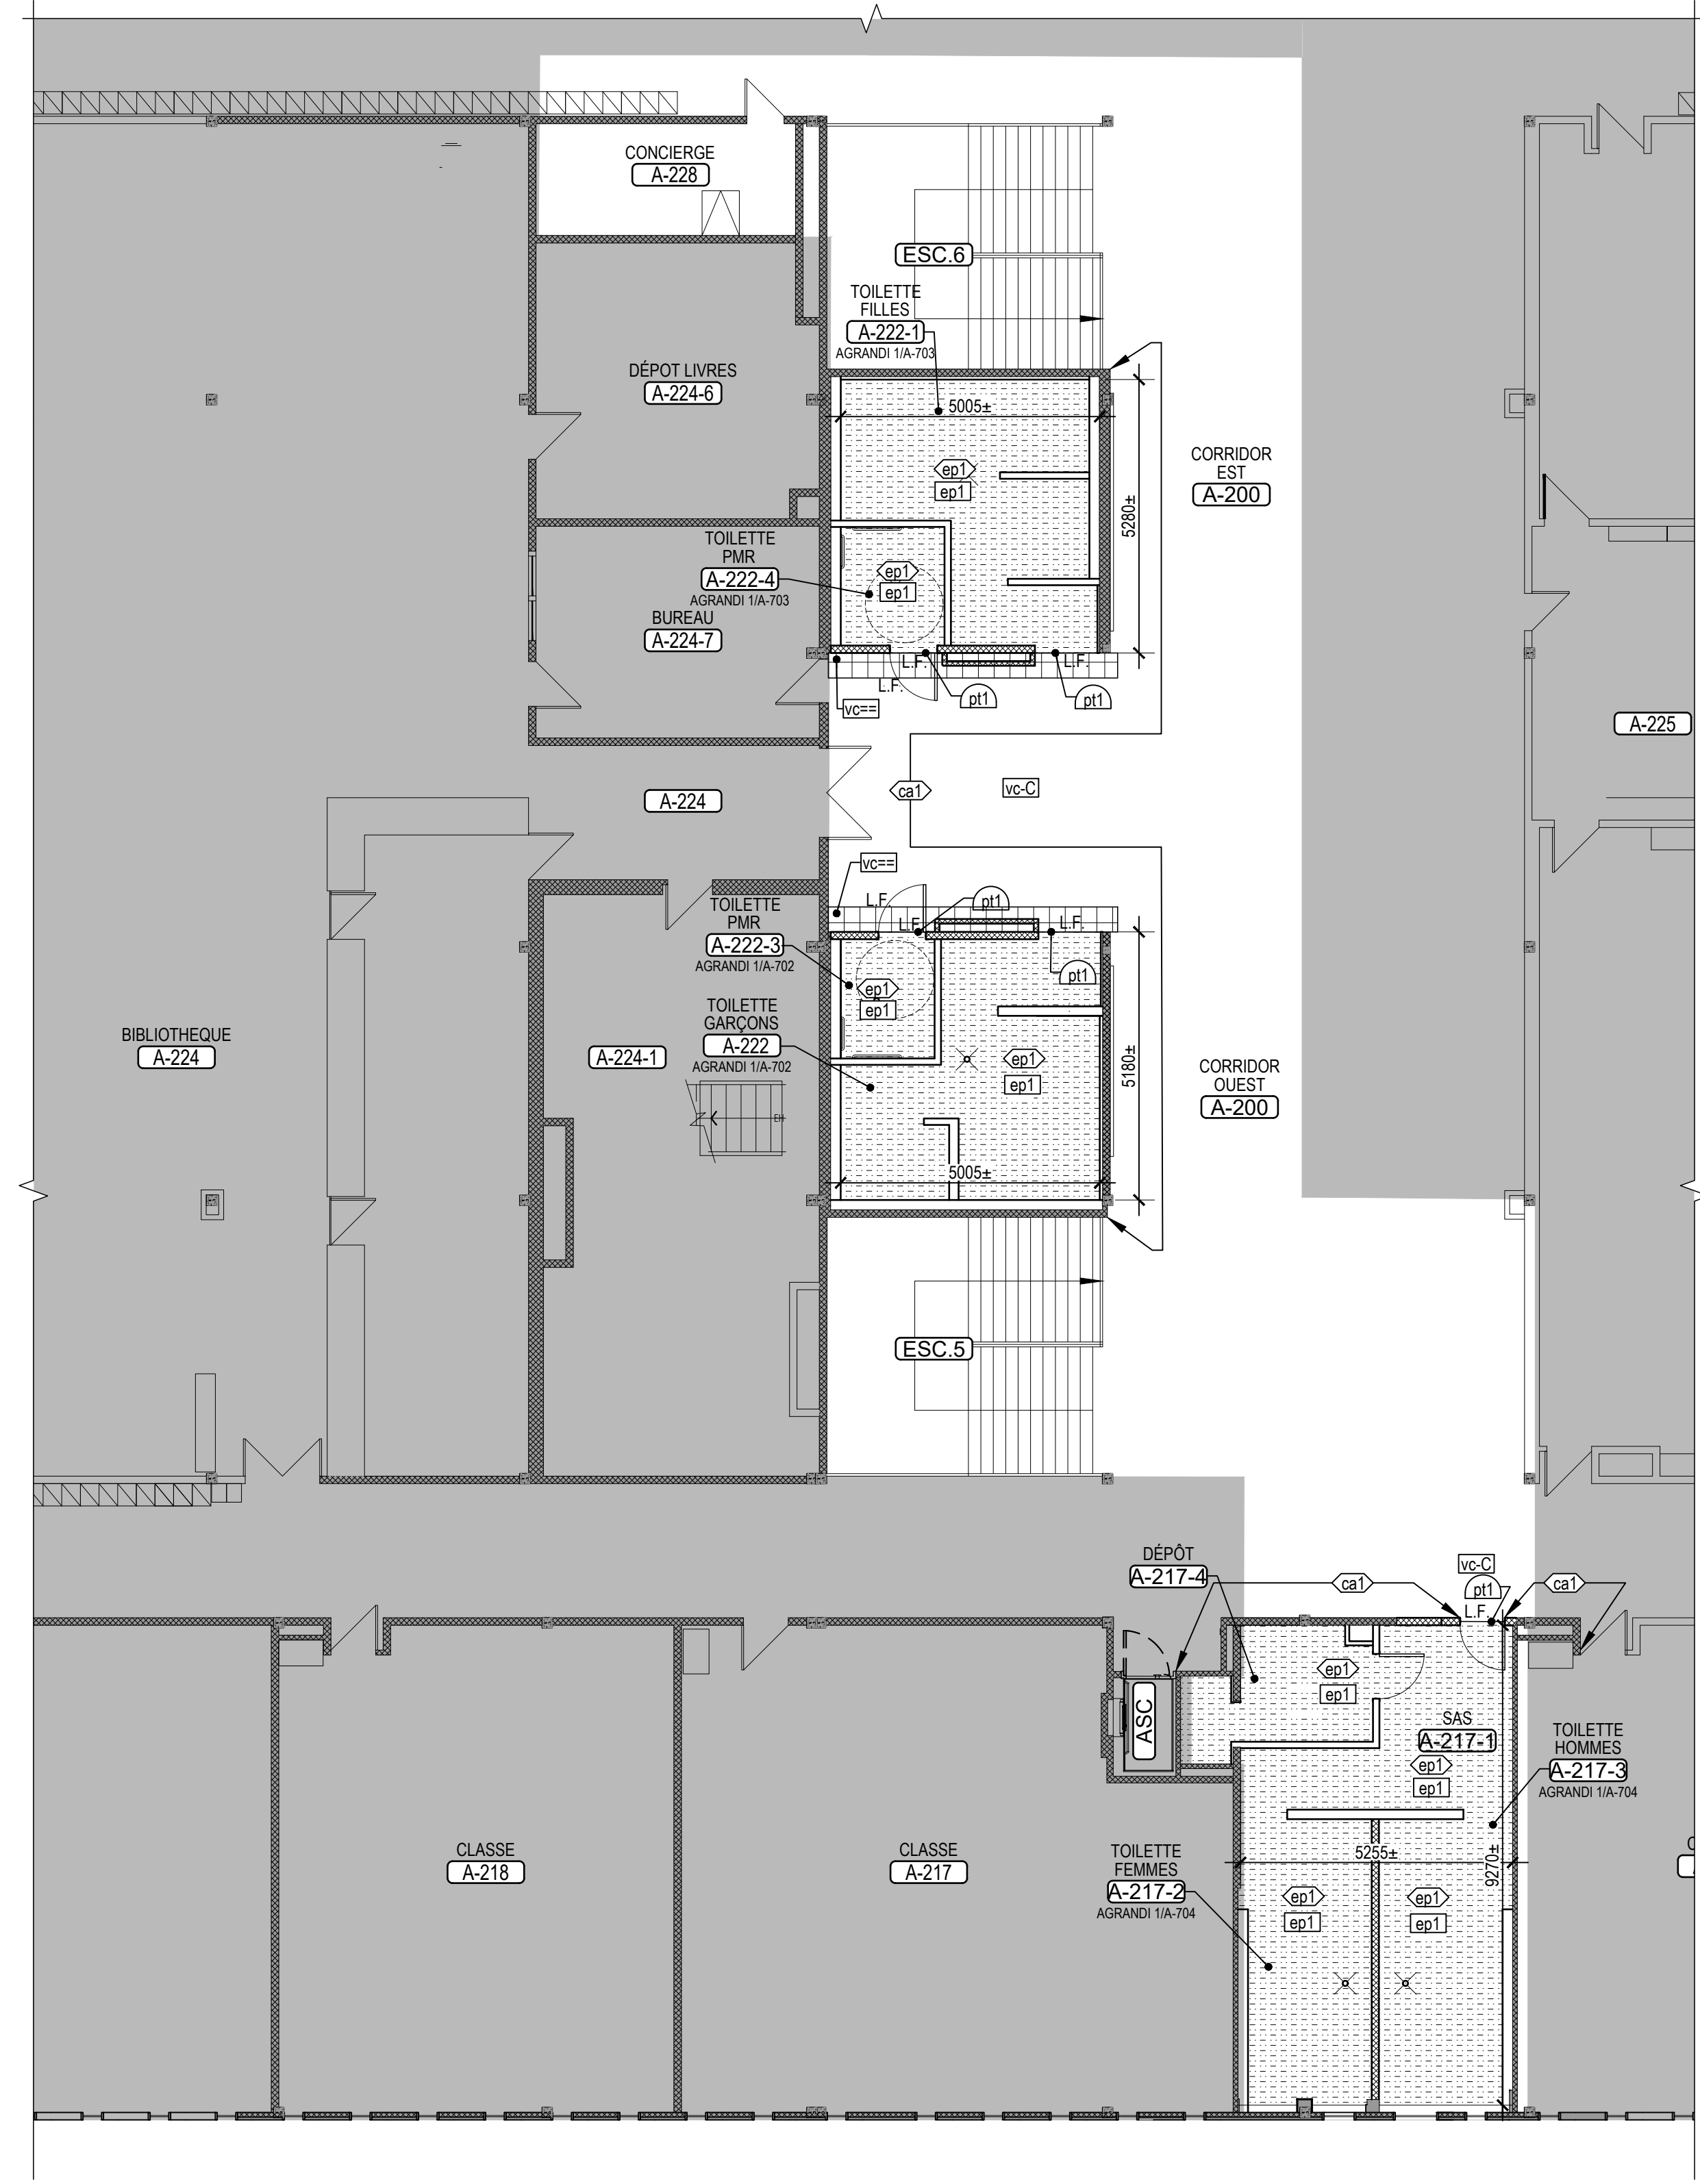 CONCIERGE
A-228
ESC.6
TOILETTE
FILLES
A-222-1
AGRANDI 1/A-703
DÉPOT LIVRES
A-224-6
5005±
CORRIDOR
EST
A-200
ep1
ep1
5280±
TOILETTE
PMR
A-222-4
AGRANDI 1/A-703
ep1
ep1
BUREAU
A-224-7
L.F.
L.F.
L.F.
pt1
pt1
vc==
A-225
A-224
ca1
vc-C
vc==
L.F.
pt1
L.F.
L.F.
TOILETTE
PMR
A-222-3
AGRANDI 1/A-702
pt1
ep1
ep1
TOILETTE
GARÇONS
A-222
AGRANDI 1/A-702
BIBLIOTHEQUE
A-224
A-224-1
ep1
ep1
5180±
CORRIDOR
OUEST
A-200
EH
5005±
ESC.5
DÉPÔT
A-217-4
vc-C
ca1
pt1
ca1
L.F.
ep1
ep1
ASC
SAS
A-217-1
ep1
ep1
TOILETTE
HOMMES
A-217-3
AGRANDI 1/A-704
CLASSE
A-218
CLASSE
A-217
TOILETTE
FEMMES
A-217-2
AGRANDI 1/A-704
5255±
9270±
ep1
ep1
ep1
ep1